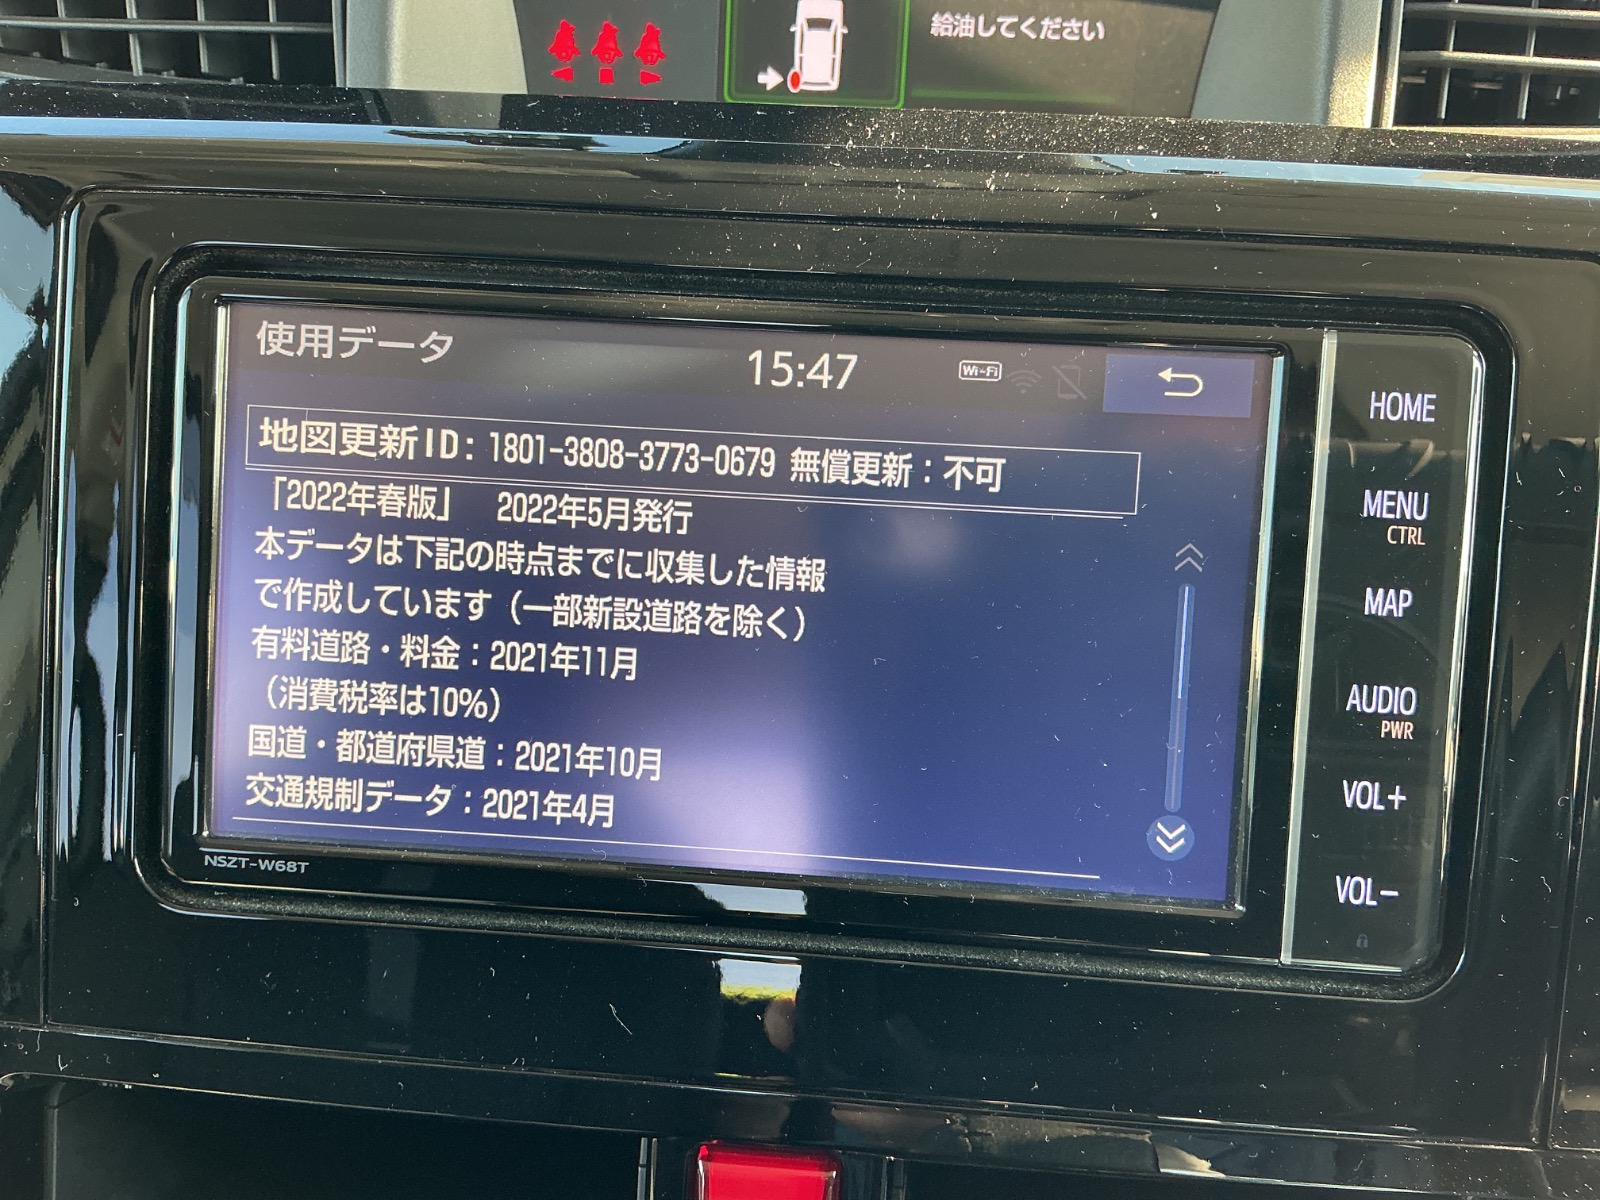 給油してください
使用データ
15:47
Wi-Fi
地図更新ID: 1801-3808-3773-0679 無償更新：不可
「2022年春版」 2022年5月発行
本データは下記の時点までに収集した情報
で作成しています（一部新設道路を除く）
有料道路・料金：2021年11月
（消費税率は10%）
国道・都道府県道：2021年10月
交通規制データ：2021年4月
NSZT-W68T
HOME
MENU
CTRL
MAP
AUDIO
PWR
VOL+
VOL-